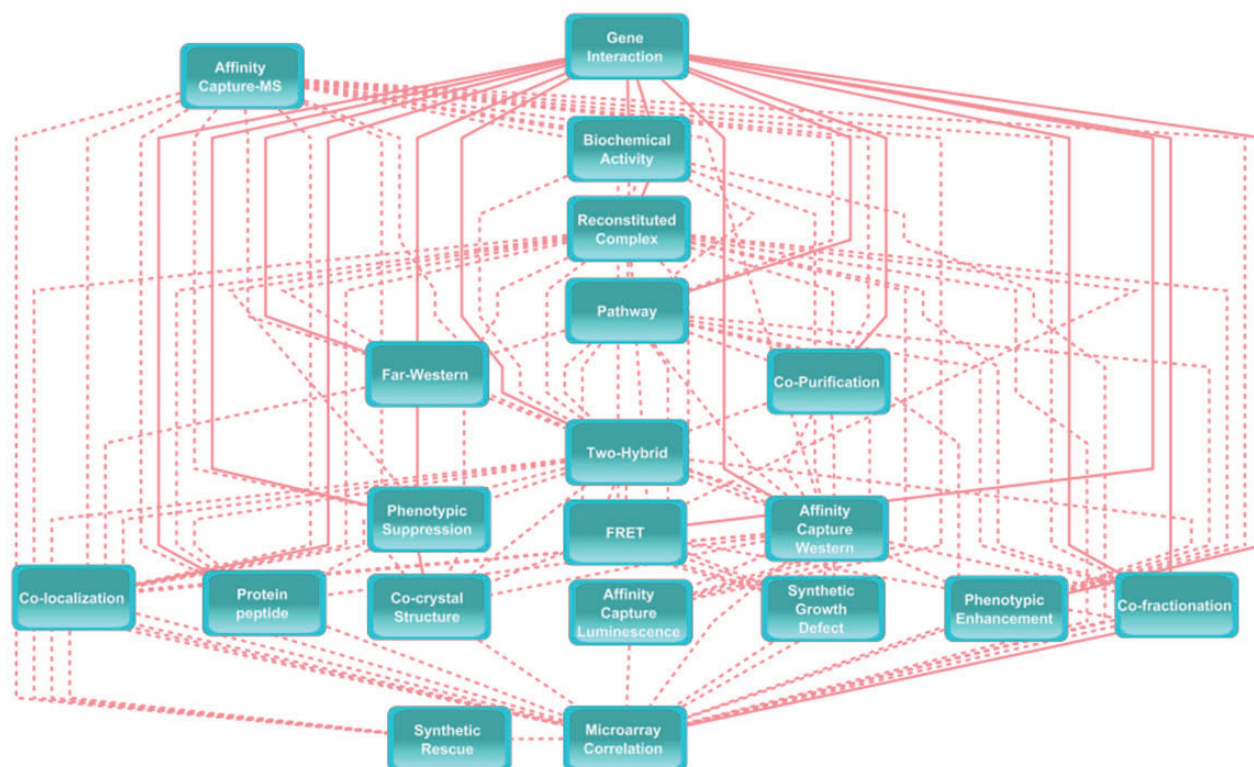 Gene
Interaction
Affinity
Capture-MS
Biochemical
Activity
Reconstituted
Complex
Pathway
Far-Western
Co-Purification
Two-Hybrid
Phenotypic
Suppression
FRET
Affinity
Capture
Western
Co-localization
Protein
peptide
Co-crystal
Structure
Affinity
Capture
Luminescence
Synthetic
Growth
Defect
Phenotypic
Enhancement
Co-fractionation
Synthetic
Rescue
Microarray
Correlation